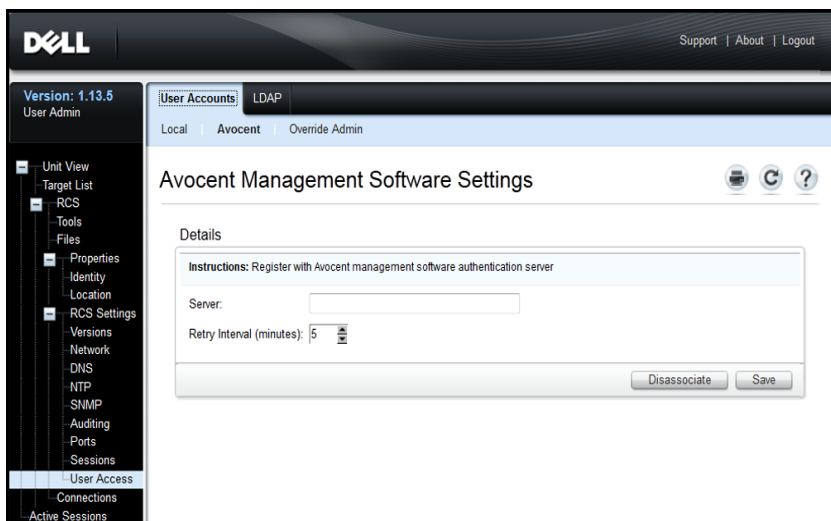 DELL
Support | About | Logout
Version: 1.13.5
User Admin
User Accounts LDAP
Local Avocent Override Admin
Unit View
Target List
RCS
Tools
Files
Properties
Identity
Location
RCS Settings
Versions
Network
DNS
NTP
SNMP
Auditing
Ports
Sessions
User Access
Connections
Active Sessions
Avocent Management Software Settings
?
Details
Instructions: Register with Avocent management software authentication server
Server:
Retry Interval (minutes): 5
Disassociate Save